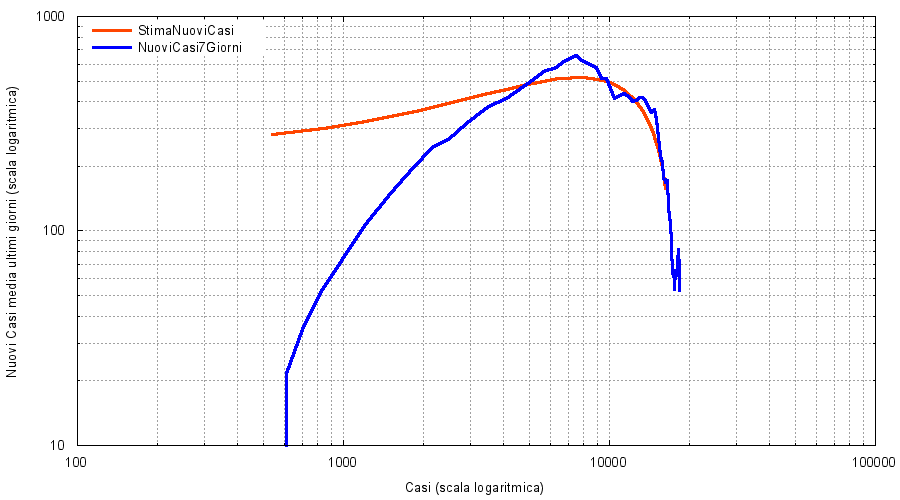 1000
StimaNuoviCasi
NuoviCasi7Giorni
Nuovi Casi media ultimi giorni (scala logaritmica)
100
10
100
1000
10000
100000
Casi (scala logaritmica)